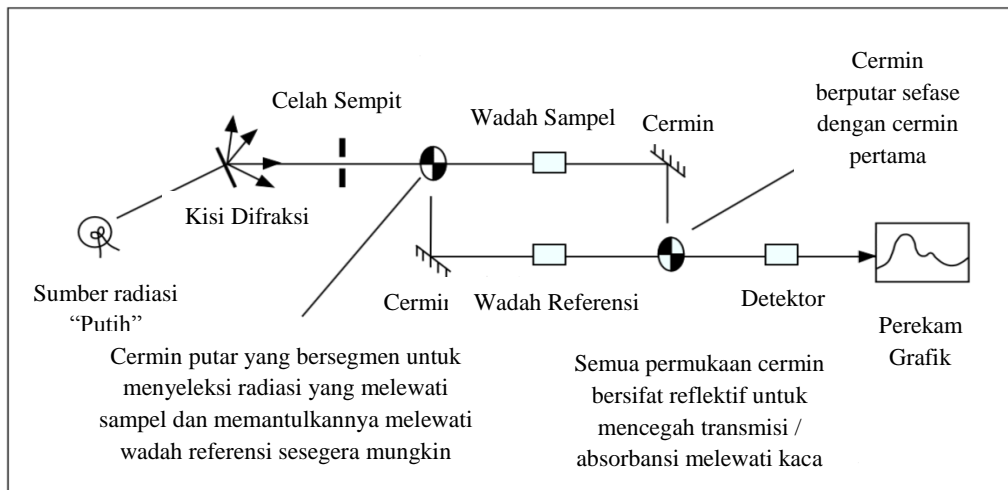 Cermin
berputar sefase
dengan cermin
pertama
Celah Sempit
Wadah Sampel
Cermin
Kisi Difraksi
Sumber radiasi
“Putih”
Cermin
Wadah Referensi
Detektor
Perekam
Grafik
Cermin putar yang bersegmen untuk
menyeleksi radiasi yang melewati
sampel dan memantulkannya melewati
wadah referensi sesegera mungkin
Semua permukaan cermin
bersifat reflektif untuk
mencegah transmisi /
absorbansi melewati kaca